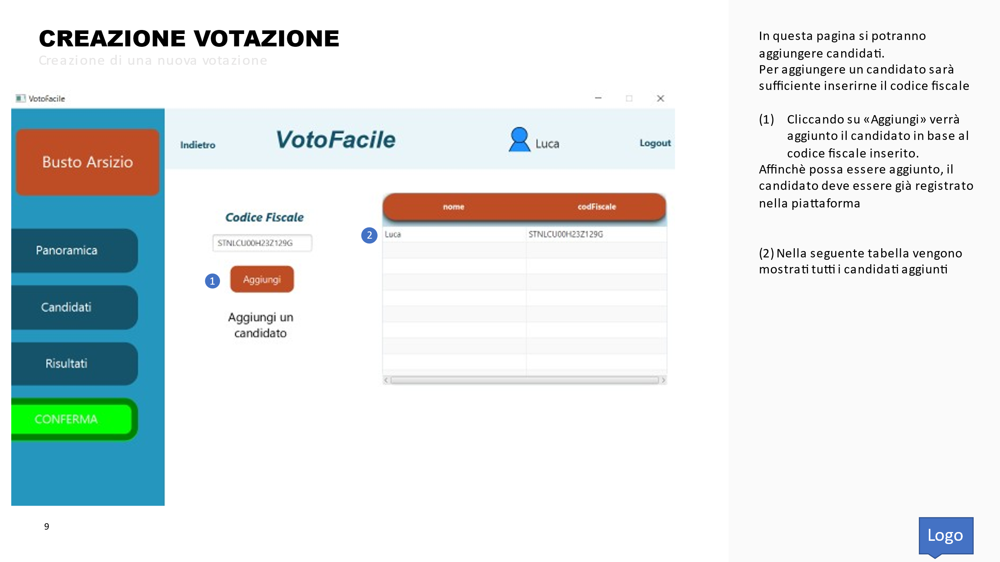 CREAZIONE VOTAZIONE
Creazione di una nuova votazione
VotoFacile
Busto Arsizio
Indietro
VotoFacile
Luca
Logout
Panoramica
Candidati
Risultati
CONFERMA
Codice Fiscale
STNLCU00H23Z129G
1
Aggiungi
Aggiungi un
candidato
nome codFiscale
2
Luca STNLCU00H23Z129G
In questa pagina si potranno
aggiungere candidati.
Per aggiungere un candidato sarà
sufficiente inserirne il codice fiscale
(1) Cliccando su «Aggiungi» verrà
aggiunto il candidato in base al
codice fiscale inserito.
Affinchè possa essere aggiunto, il
candidato deve essere già registrato
nella piattaforma
(2) Nella seguente tabella vengono
mostrati tutti i candidati aggiunti
9
Logo